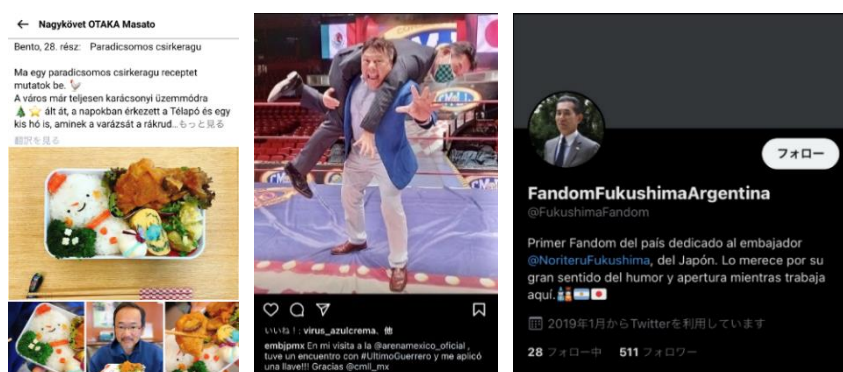 ← Nagykövet OTAKA Masato
Bento, 28. rész: Paradicsomos csirkeragu
Ma egy paradicsomos csirkeragu receptet
mutatok be. 🐓
A város már teljesen karácsonyi üzemmódra
🎄⭐ ált át, a napokban érkezett a Télapó és egy
kis hó is, aminek a varázsát a rákrud...もっと見る
翻訳を見る
CMLL
いいね！: virus_azulcrema、他
embjpmx En mi visita a la @arenamexico_oficial ,
tuve un encuentro con #UltimoGuerrero y me aplicó
una llave!!! Gracias @cmll_mx
フォロー
FandomFukushimaArgentina
@FukushimaFandom
Primer Fandom del país dedicado al embajador
@NoriteruFukushima, del Japón. Lo merece por su
gran sentido del humor y apertura mientras trabaja
aquí.🎎🇦🇷🇯🇵
2019年1月からTwitterを利用しています
28 フォロー中 511 フォロワー